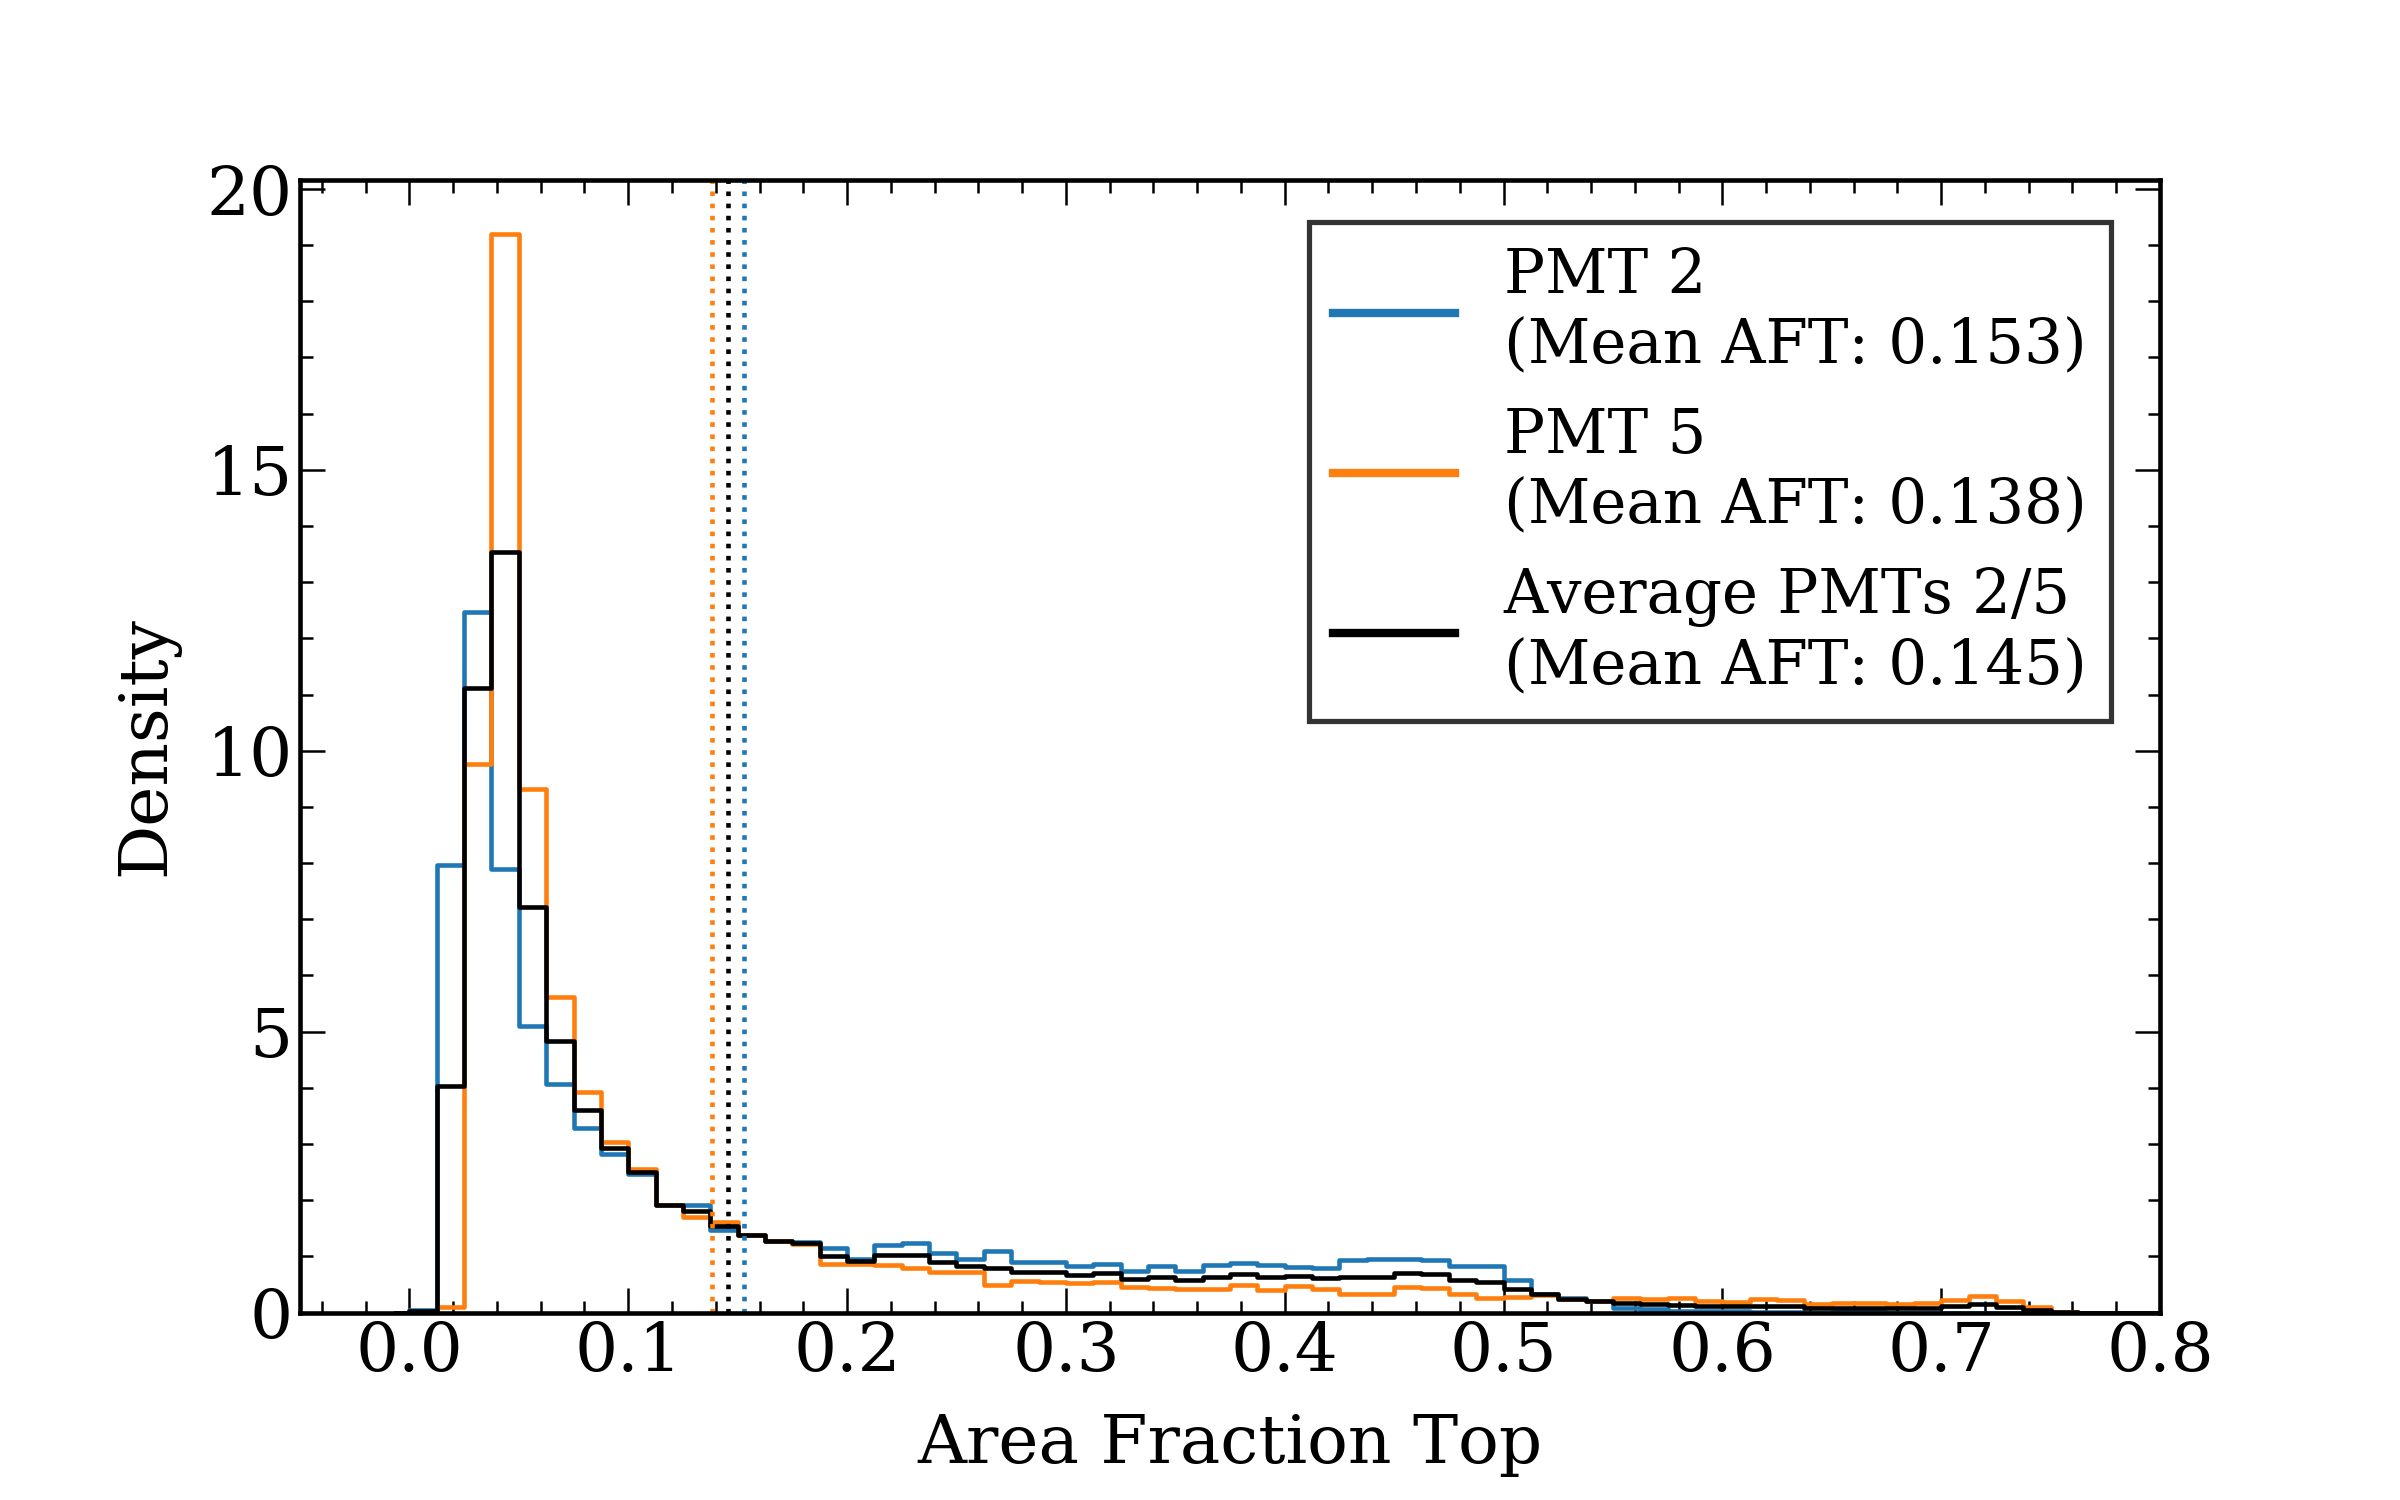 20
15
10
5
0
Density
0.0 0.1 0.2 0.3 0.4 0.5 0.6 0.7 0.8
Area Fraction Top
PMT 2
(Mean AFT: 0.153)
PMT 5
(Mean AFT: 0.138)
Average PMTs 2/5
(Mean AFT: 0.145)